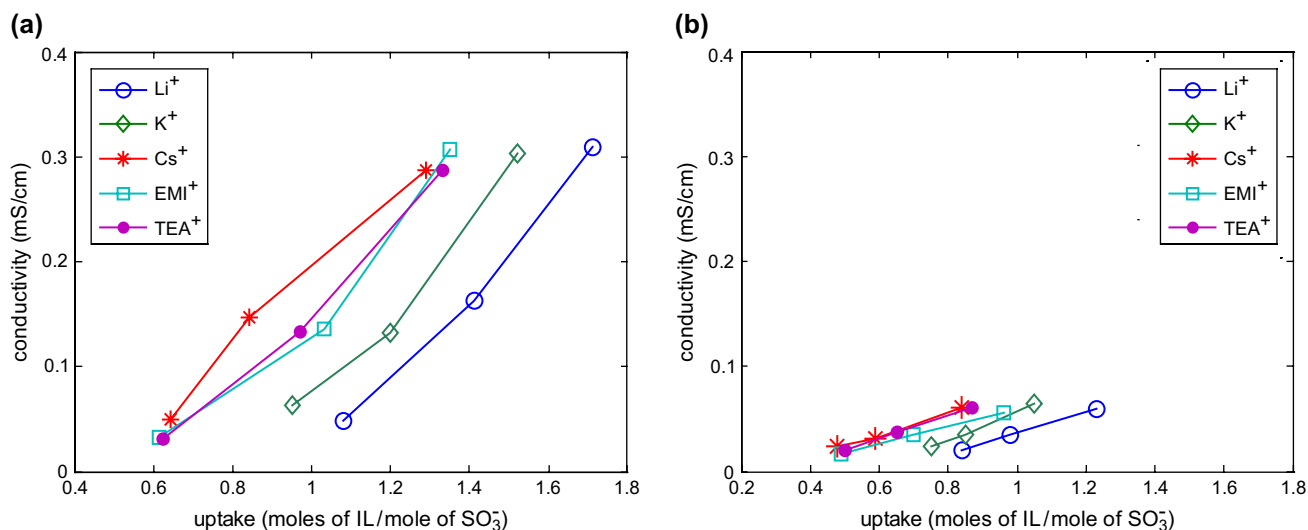 (a)
0.4
0.3
0.2
0.1
0
conductivity (mS/cm)
Li⁺
K⁺
Cs⁺
EMI⁺
TEA⁺
0.4 0.6 0.8 1 1.2 1.4 1.6 1.8
uptake (moles of IL/mole of SO₃⁻)
(b)
0.4
0.3
0.2
0.1
0
conductivity (mS/cm)
Li⁺
K⁺
Cs⁺
EMI⁺
TEA⁺
0.2 0.4 0.6 0.8 1 1.2 1.4 1.6 1.8
uptake (moles of IL/mole of SO₃⁻)